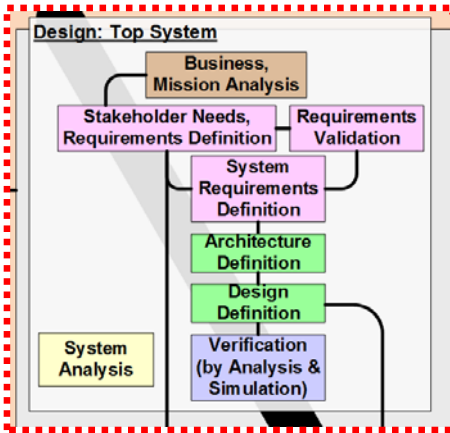 Design: Top System
Business,
Mission Analysis
Stakeholder Needs,
Requirements Definition
Requirements
Validation
System
Requirements
Definition
Architecture
Definition
Design
Definition
System
Analysis
Verification
(by Analysis &
Simulation)